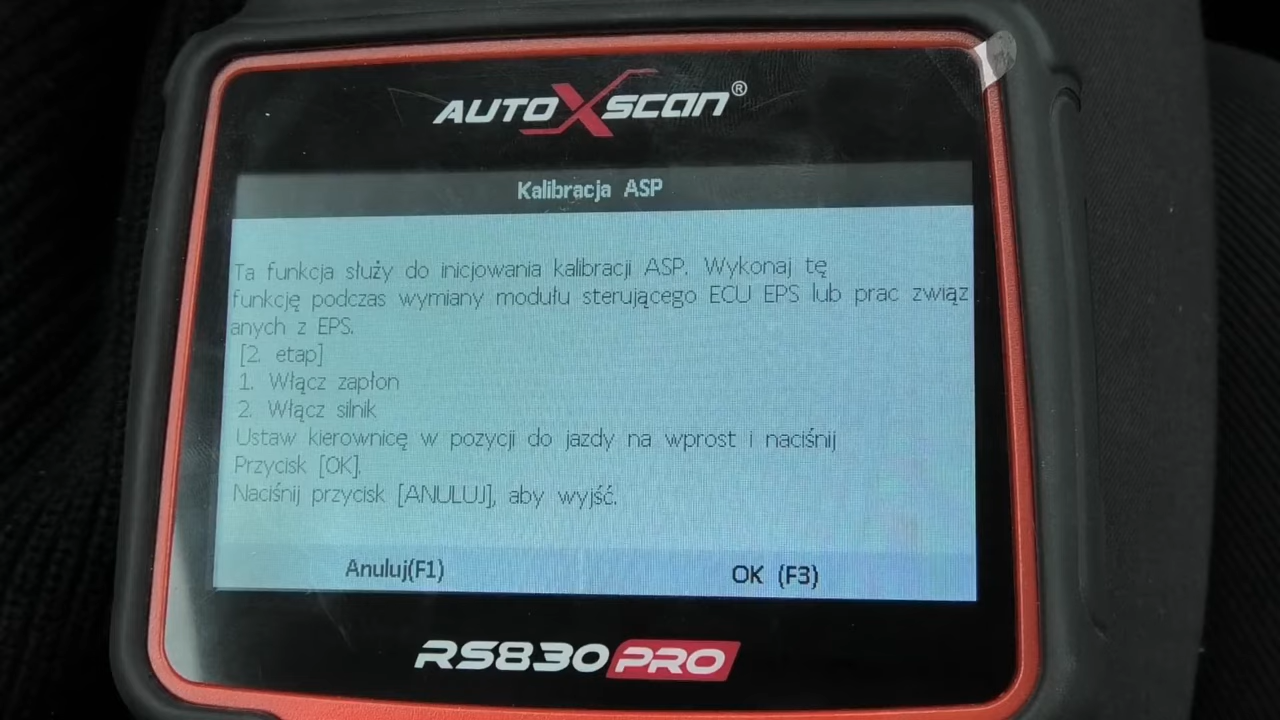 AUTOXSCAN®
Kalibracja ASP
Ta funkcja służy do inicjowania kalibracji ASP. Wykonaj tę
funkcję podczas wymiany modułu sterującego ECU EPS lub prac związ
anych z EPS.
[2. etap]
1. Włącz zapłon
2. Włącz silnik
Ustaw kierownicę w pozycji do jazdy na wprost i naciśnij
Przycisk [OK].
Naciśnij przycisk [ANULUJ], aby wyjść.
Anuluj(F1) OK (F3)
RS830 PRO